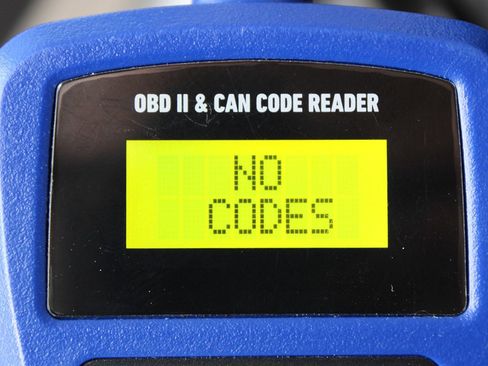 OBD II & CAN CODE READER
NO
CODES